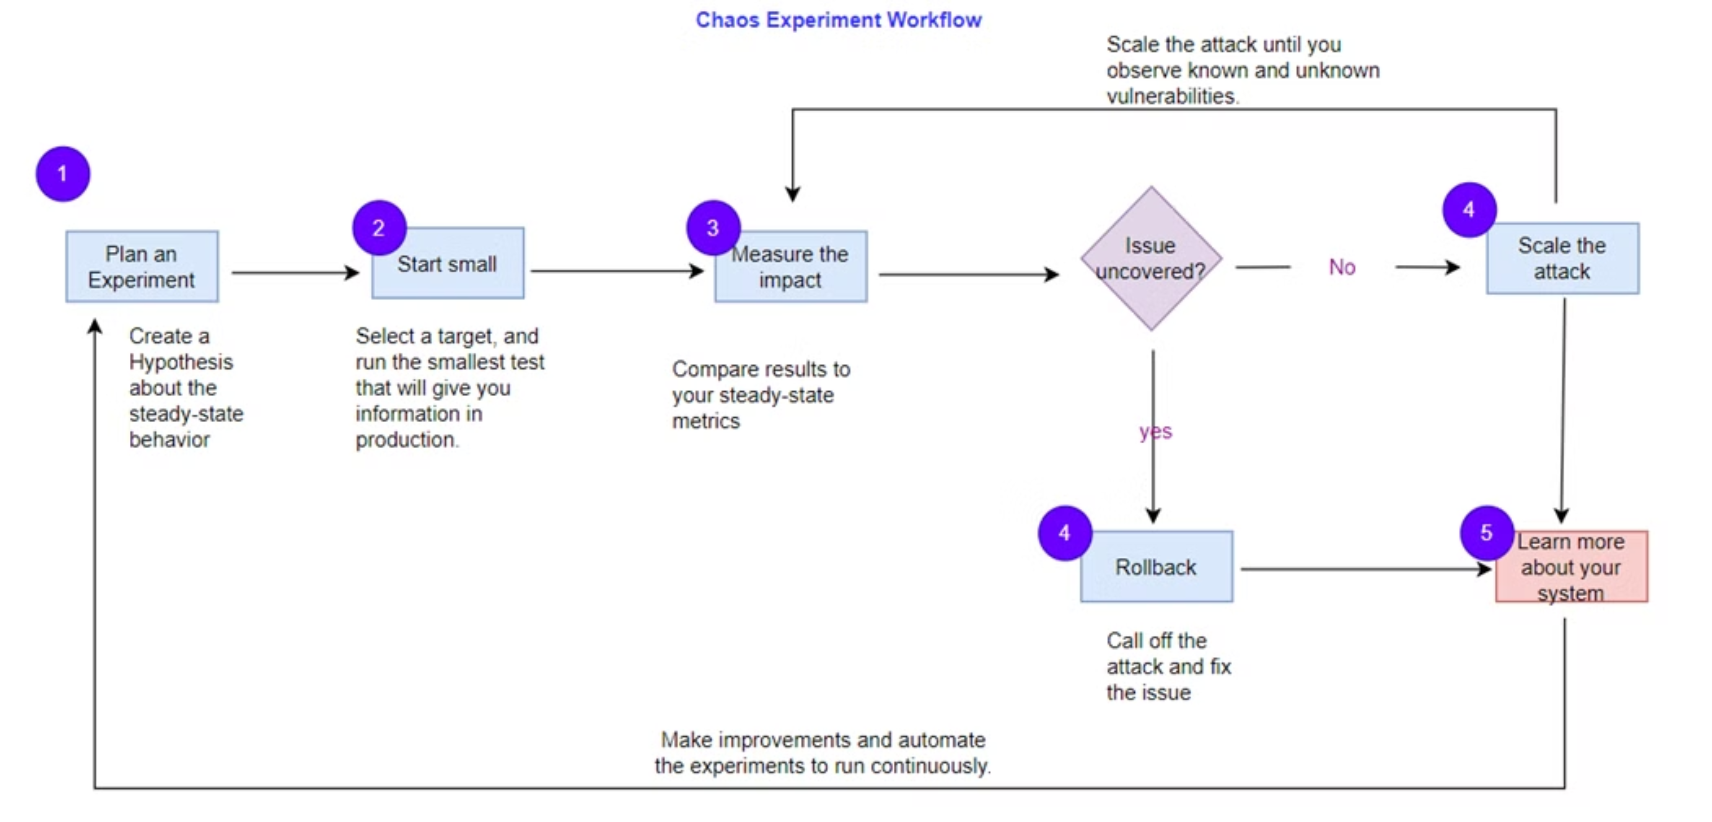 Chaos Experiment Workflow
Scale the attack until you
observe known and unknown
vulnerabilities.
1
Plan an
Experiment
Create a
Hypothesis
about the
steady-state
behavior
2
Start small
Select a target, and
run the smallest test
that will give you
information in
production.
3
Measure the
impact
Compare results to
your steady-state
metrics
Issue
uncovered?
No
4
Scale the
attack
yes
4
Rollback
Call off the
attack and fix
the issue
5
Learn more
about your
system
Make improvements and automate
the experiments to run continuously.